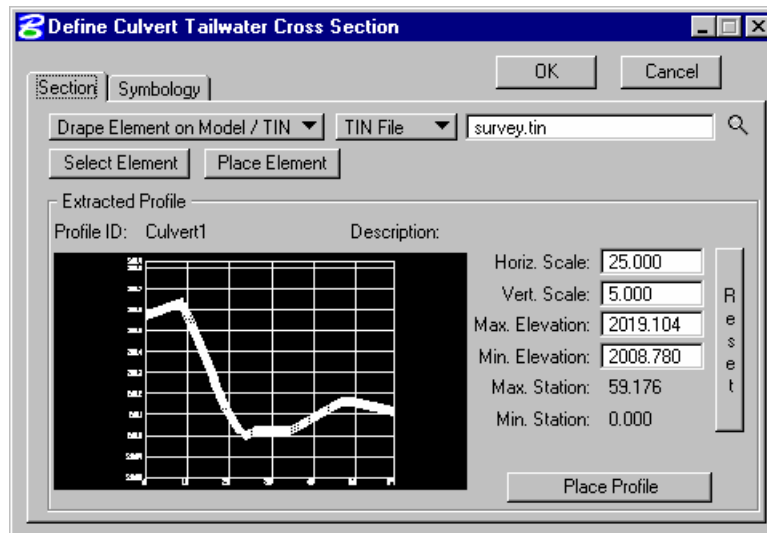 Define Culvert Tailwater Cross Section
OK
Cancel
Section
Symbology
Drape Element on Model / TIN
TIN File
survey.tin
Select Element
Place Element
Extracted Profile
Profile ID: Culvert1
Description:
Horiz. Scale: 25.000
Vert. Scale: 5.000
Max. Elevation: 2019.104
Min. Elevation: 2008.780
Max. Station: 59.176
Min. Station: 0.000
Reset
Place Profile